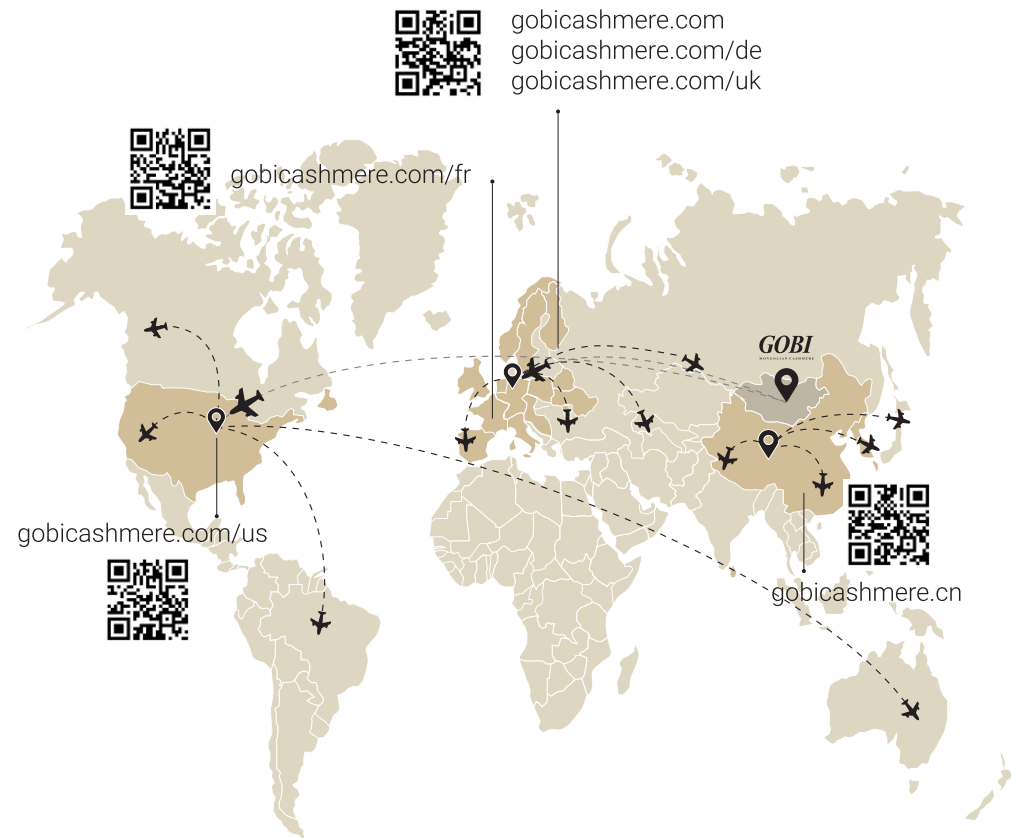 gobicashmere.com
gobicashmere.com/de
gobicashmere.com/uk
gobicashmere.com/fr
GOBI
MONGOLIAN CASHMERE
gobicashmere.com/us
gobicashmere.cn